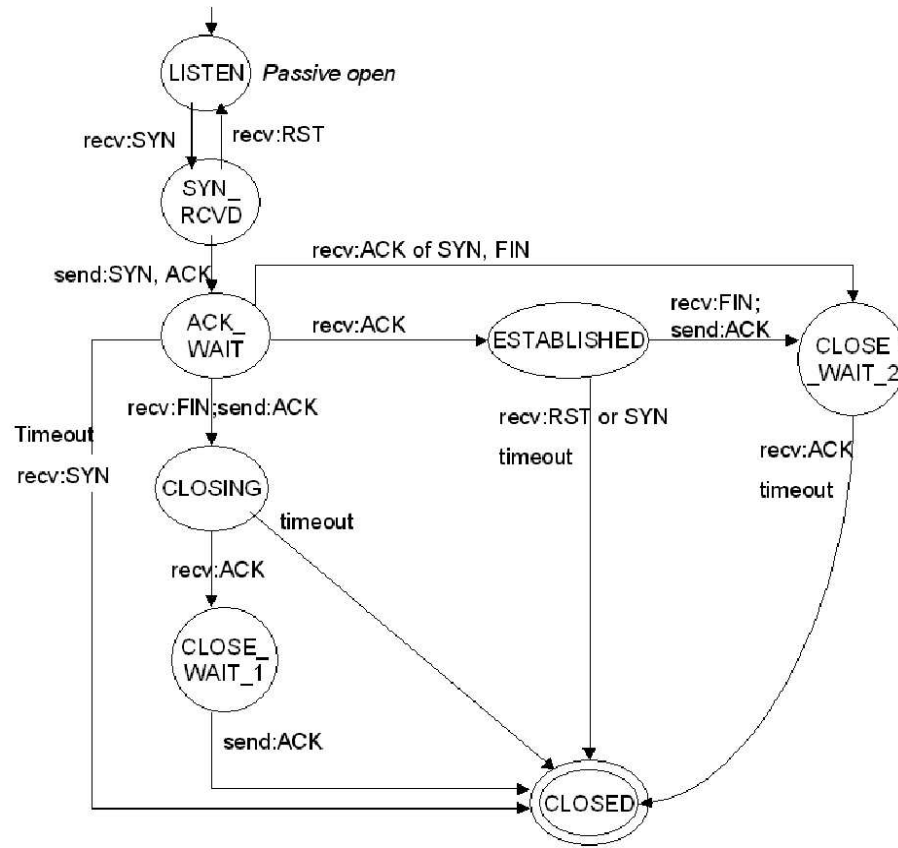 LISTEN
Passive open
recv:SYN
recv:RST
SYN_
RCVD
send:SYN, ACK
recv:ACK of SYN, FIN
ACK_
WAIT
recv:ACK
ESTABLISHED
recv:FIN;
send:ACK
CLOSE
_WAIT_2
recv:FIN;send:ACK
Timeout
recv:SYN
recv:RST or SYN
timeout
recv:ACK
timeout
CLOSING
timeout
recv:ACK
CLOSE_
WAIT_1
send:ACK
CLOSED